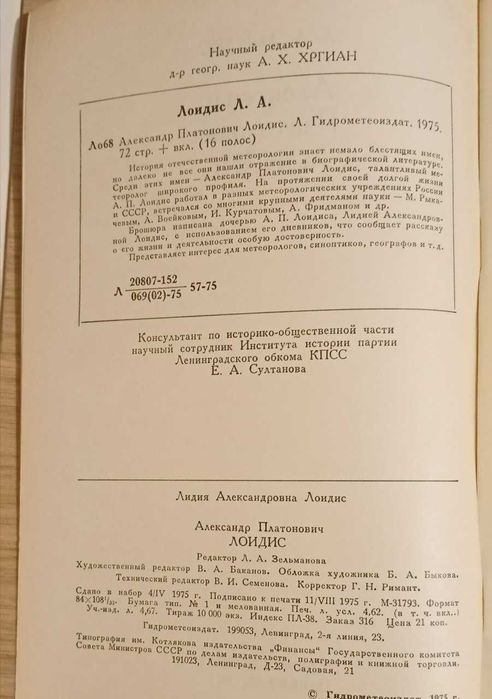 Научный редактор
д-р геогр. наук А. Х. ХРГИАН
Лоидис Л. А.
Ло68 Александр Платонович Лоидис. Л. Гидрометеоиздат, 1975.
72 стр. + вкл. (16 полос)
История отечественной метеорологии знает немало блестящих имен,
но далеко не все они нашли отражение в биографической литературе.
Среди этих имен — Александр Платонович Лоидис, талантливый ме-
теоролог широкого профиля. На протяжении своей долгой жизни
А. П. Лоидис работал в разных метеорологических учреждениях России
и СССР, встречался со многими крупными деятелями науки — М. Рыка-
чевым, А. Воейковым, И. Курчатовым, А. Фридманом и др.
Брошюра написана дочерью А. П. Лоидиса, Лидией Александров-
ной Лоидис, с использованием его дневников, что сообщает рассказу
о его жизни и деятельности особую достоверность.
Представляет интерес для метеорологов, синоптиков, географов и т.д.
20807-152
Л 57-75
069(02)-75
Консультант по историко-общественной части
научный сотрудник Института истории партии
Ленинградского обкома КПСС
Е. А. Султанова
Лидия Александровна Лоидис
Александр Платонович
ЛОИДИС
Редактор Л. А. Зельманова
Художественный редактор В. А. Баканов. Обложка художника Б. А. Быкова.
Технический редактор В. И. Семенова. Корректор Г. Н. Римант.
Сдано в набор 4/IV 1975 г. Подписано к печати 11/VIII 1975 г. М-31793. Формат
84×108¹/₃₂. Бумага тип. № 1 и мелованная. Печ. л. усл. 4.62. (в т. ч. вкл..)
Уч.-изд. л. 4,67. Тираж 10 000 экз. Индекс ПЛ-38. Заказ 316 Цена 21 коп.
Гидрометеоиздат. 199053, Ленинград, 2-я линия, 23.
Типография им. Котлякова издательства „Финансы" Государственного комитета
Совета Министров СССР по делам издательств, полиграфии и книжной торговли.
191023, Ленинград, Д-23, Садовая, 21
© Гидрометеоиздат, 1975 г.